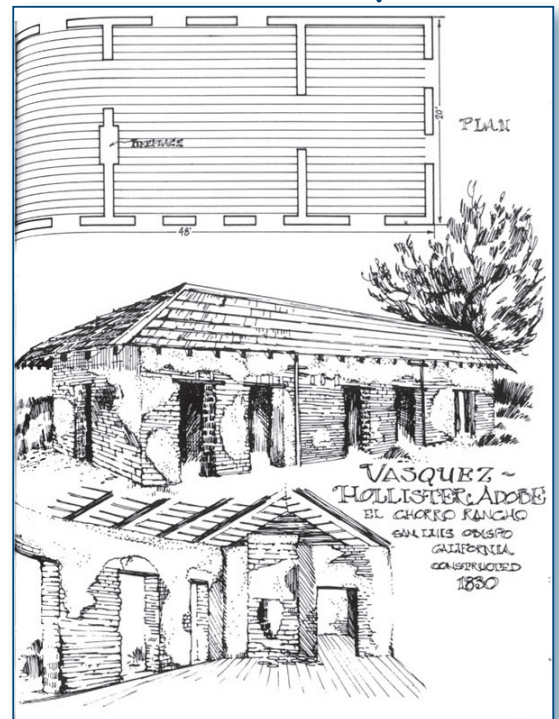 PLAN
20'
FIREPLACE
48'
VASQUEZ ~
HOLLISTER ADOBE
EL CHORRO RANCHO
SAN LUIS OBISPO
CALIFORNIA
CONSTRUCTED
1830